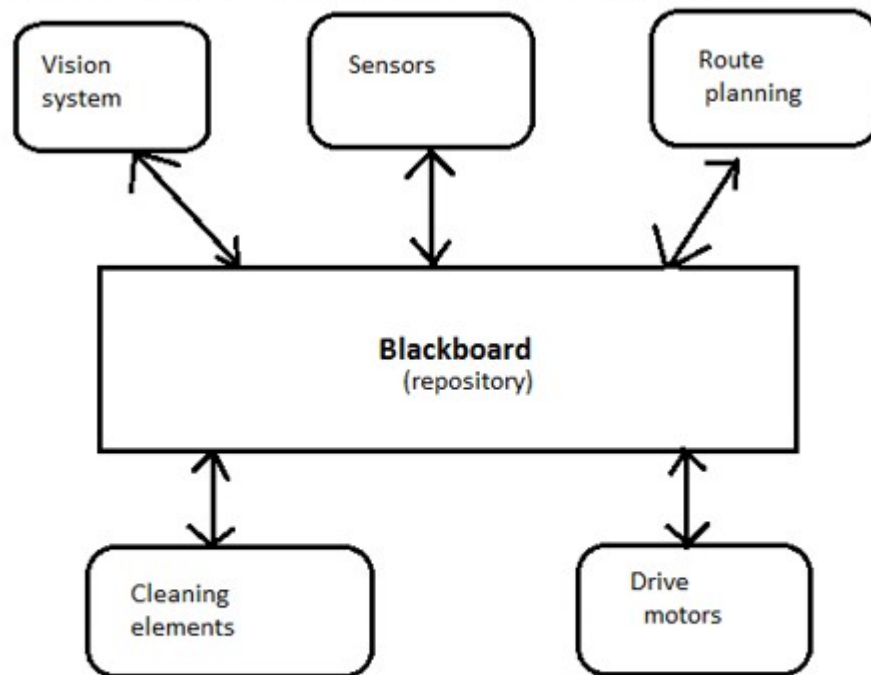 Vision
system
Sensors
Route
planning
Blackboard
(repository)
Cleaning
elements
Drive
motors